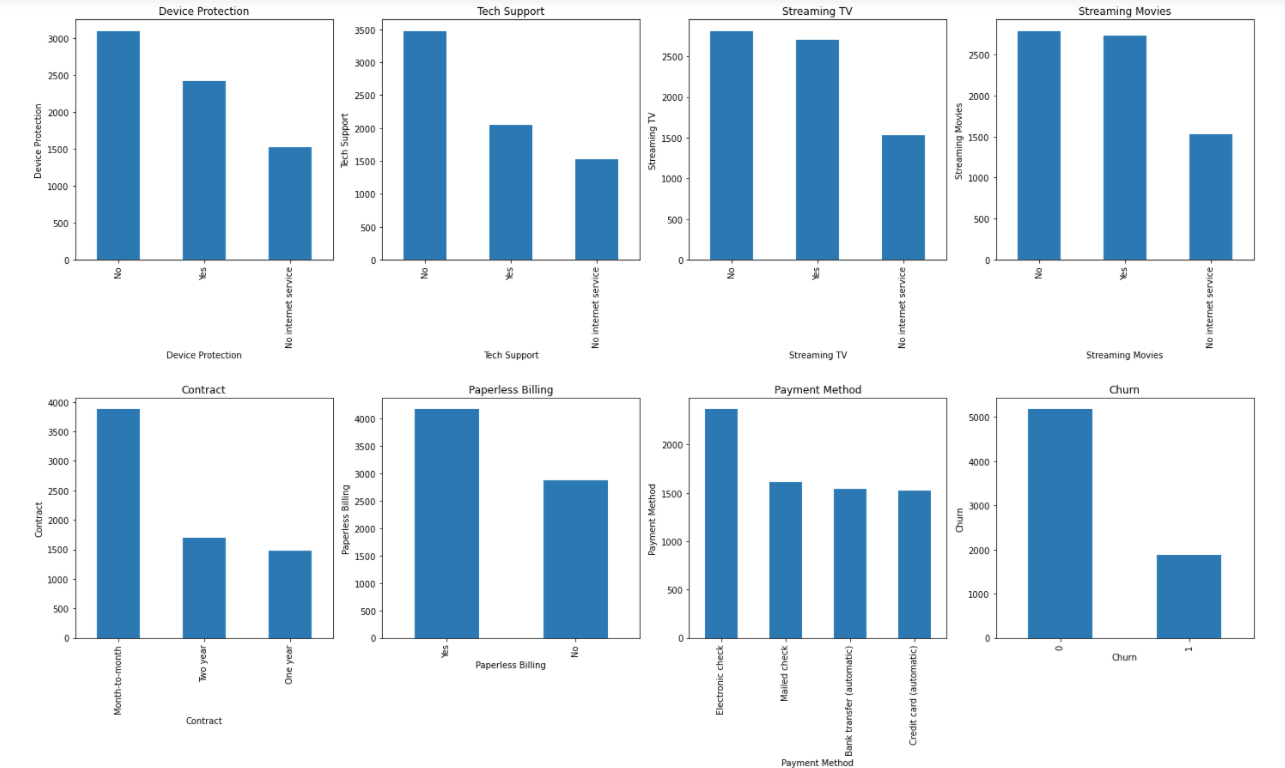 Device Protection
Device Protection
3000
2500
2000
1500
1000
500
0
No
Yes
No internet service
Device Protection
Tech Support
Tech Support
3500
3000
2500
2000
1500
1000
500
0
No
Yes
No internet service
Tech Support
Streaming TV
Streaming TV
2500
2000
1500
1000
500
0
No
Yes
No internet service
Streaming TV
Streaming Movies
Streaming Movies
2500
2000
1500
1000
500
0
No
Yes
No internet service
Streaming Movies
Contract
Contract
4000
3500
3000
2500
2000
1500
1000
500
0
Month-to-month
Two year
One year
Contract
Paperless Billing
Paperless Billing
4000
3500
3000
2500
2000
1500
1000
500
0
Yes
No
Paperless Billing
Payment Method
Payment Method
2000
1500
1000
500
0
Electronic check
Mailed check
Bank transfer (automatic)
Credit card (automatic)
Payment Method
Churn
Churn
5000
4000
3000
2000
1000
0
0
1
Churn